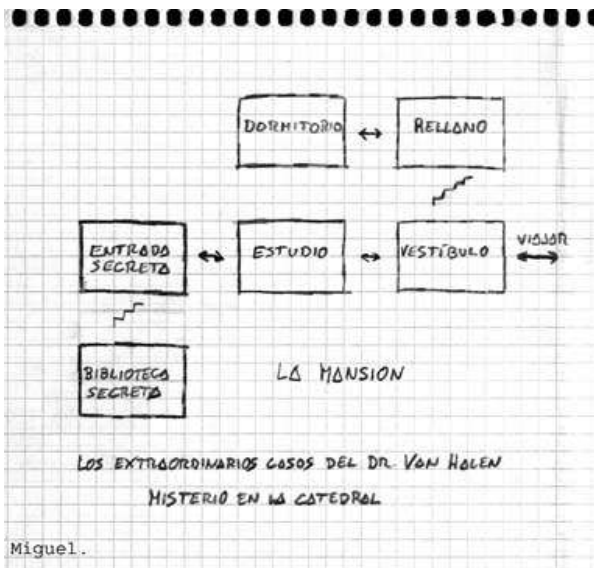 DORMITORIO
RELLANO
ENTRADA
SECRETA
ESTUDIO
VESTÍBULO
VIAJAR
BIBLIOTECA
SECRETA
LA MANSION
LOS EXTRAORDINARIOS CASOS DEL DR. VAN HALEN
MISTERIO EN LA CATEDRAL
Miguel.